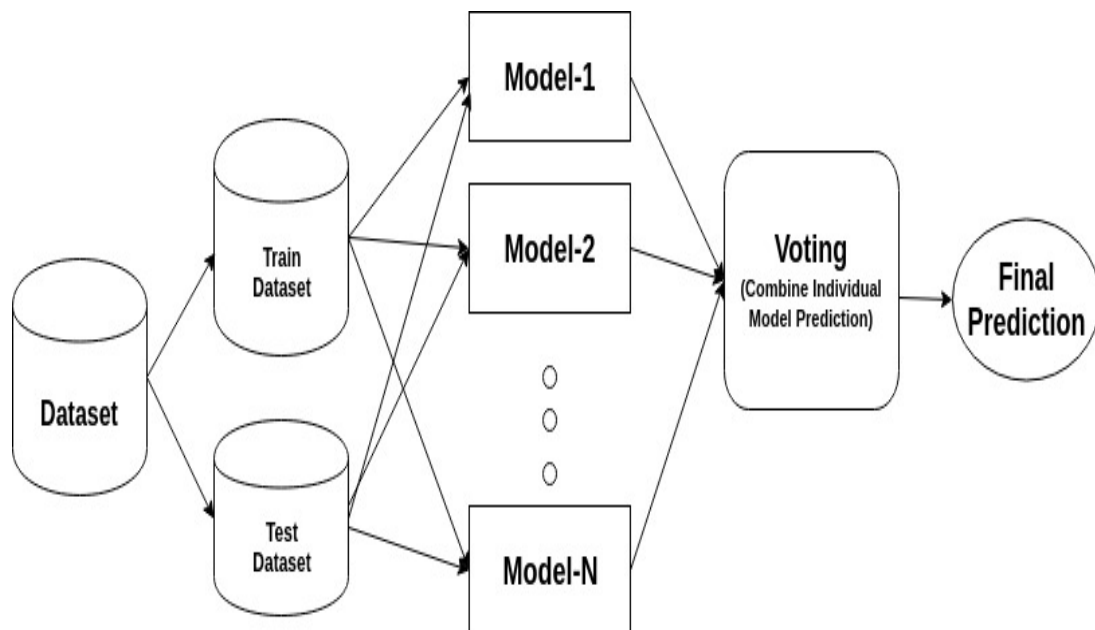 Dataset
Train
Dataset
Test
Dataset
Model-1
Model-2
Model-N
Voting
(Combine Individual
Model Prediction)
Final
Prediction